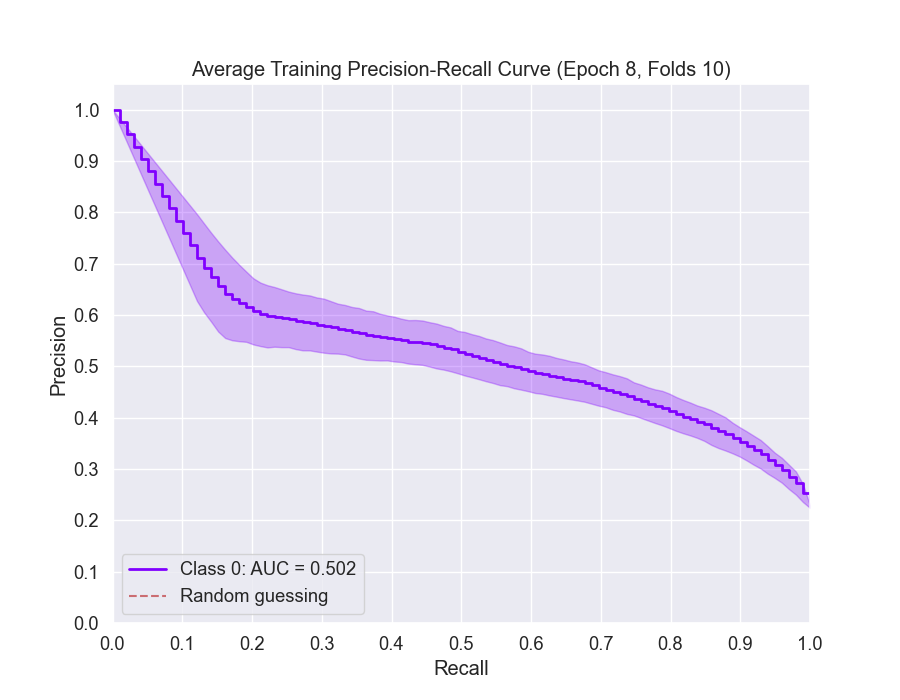 Average Training Precision-Recall Curve (Epoch 8, Folds 10)
Precision
1.0
0.9
0.8
0.7
0.6
0.5
0.4
0.3
0.2
0.1
0.0
Class 0: AUC = 0.502
Random guessing
0.0 0.1 0.2 0.3 0.4 0.5 0.6 0.7 0.8 0.9 1.0
Recall